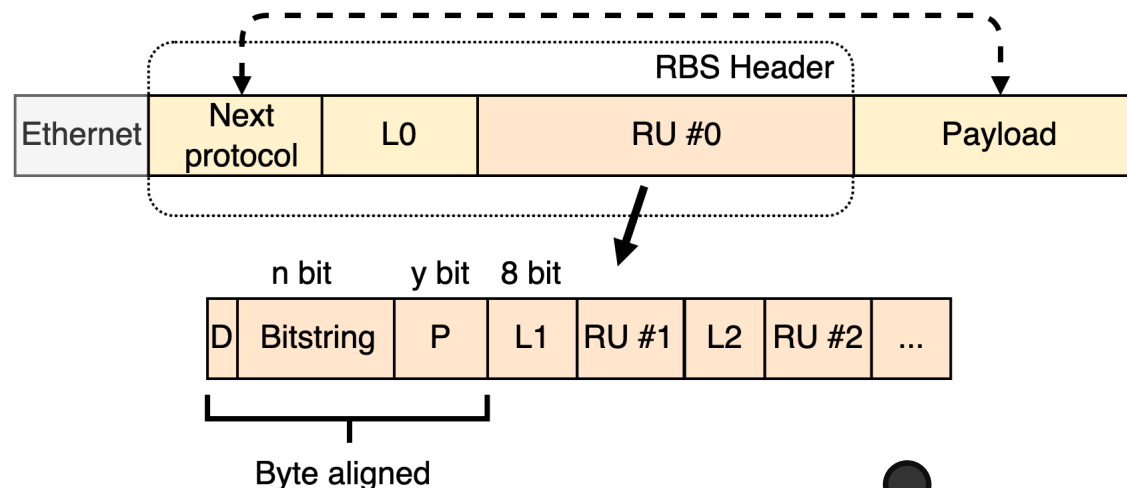 RBS Header
Ethernet
Next
protocol
L0
RU #0
Payload
n bit
y bit
8 bit
D
Bitstring
P
L1
RU #1
L2
RU #2
...
Byte aligned